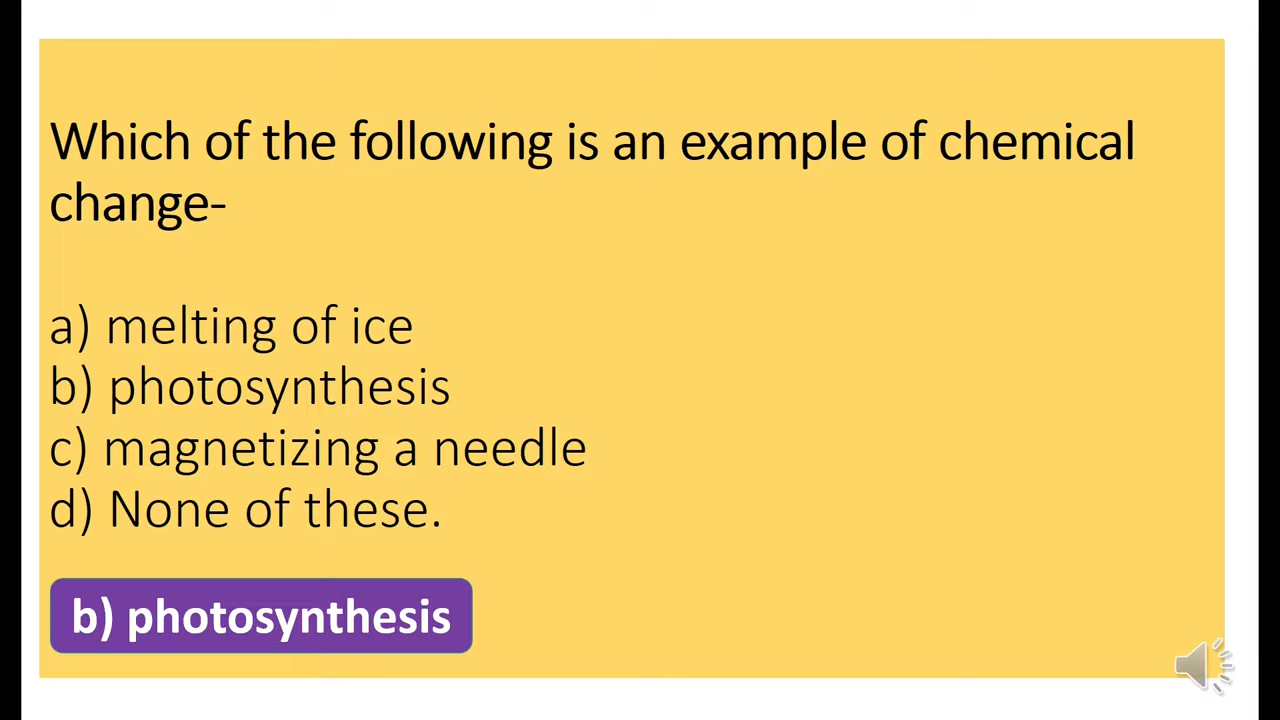 Which of the following is an example of chemical
change-
a) melting of ice
b) photosynthesis
c) magnetizing a needle
d) None of these.
b) photosynthesis